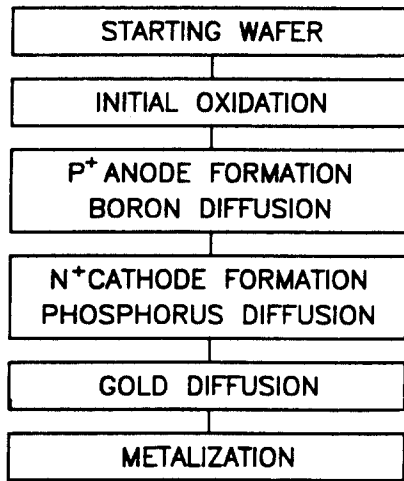 STARTING WAFER
INITIAL OXIDATION
P+ ANODE FORMATION
BORON DIFFUSION
N+CATHODE FORMATION
PHOSPHORUS DIFFUSION
GOLD DIFFUSION
METALIZATION